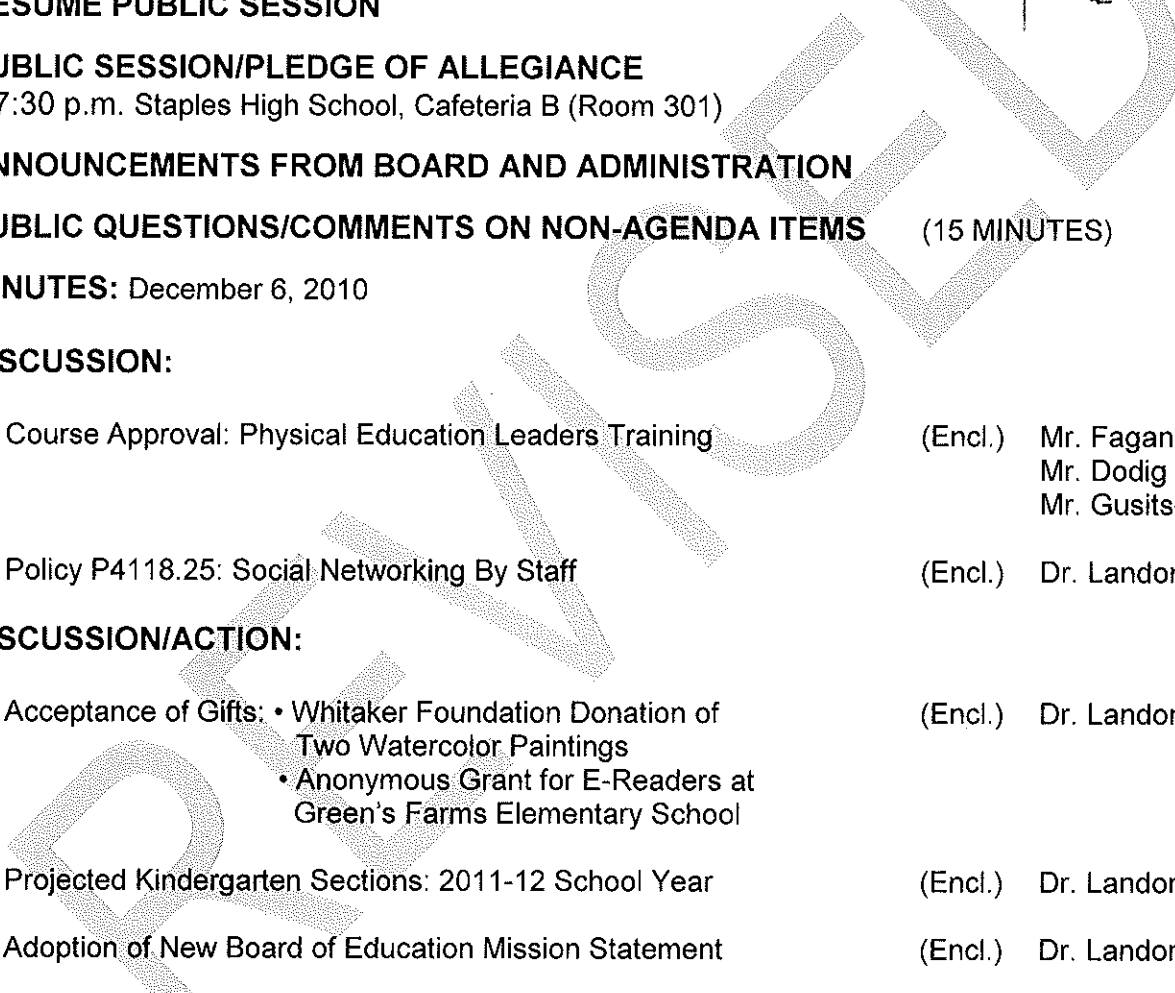 ESUME PUBLIC SESSION
UBLIC SESSION/PLEDGE OF ALLEGIANCE
7:30 p.m. Staples High School, Cafeteria B (Room 301)
NNOUNCEMENTS FROM BOARD AND ADMINISTRATION
UBLIC QUESTIONS/COMMENTS ON NON-AGENDA ITEMS (15 MINUTES)
NUTES: December 6, 2010
SCUSSION:
Course Approval: Physical Education Leaders Training (Encl.) Mr. Fagan
Mr. Dodig
Mr. Gusits
Policy P4118.25: Social Networking By Staff (Encl.) Dr. Landon
SCUSSION/ACTION:
Acceptance of Gifts: • Whitaker Foundation Donation of (Encl.) Dr. Landon
Two Watercolor Paintings
• Anonymous Grant for E-Readers at
Green's Farms Elementary School
Projected Kindergarten Sections: 2011-12 School Year (Encl.) Dr. Landon
Adoption of New Board of Education Mission Statement (Encl.) Dr. Landon
REVISED